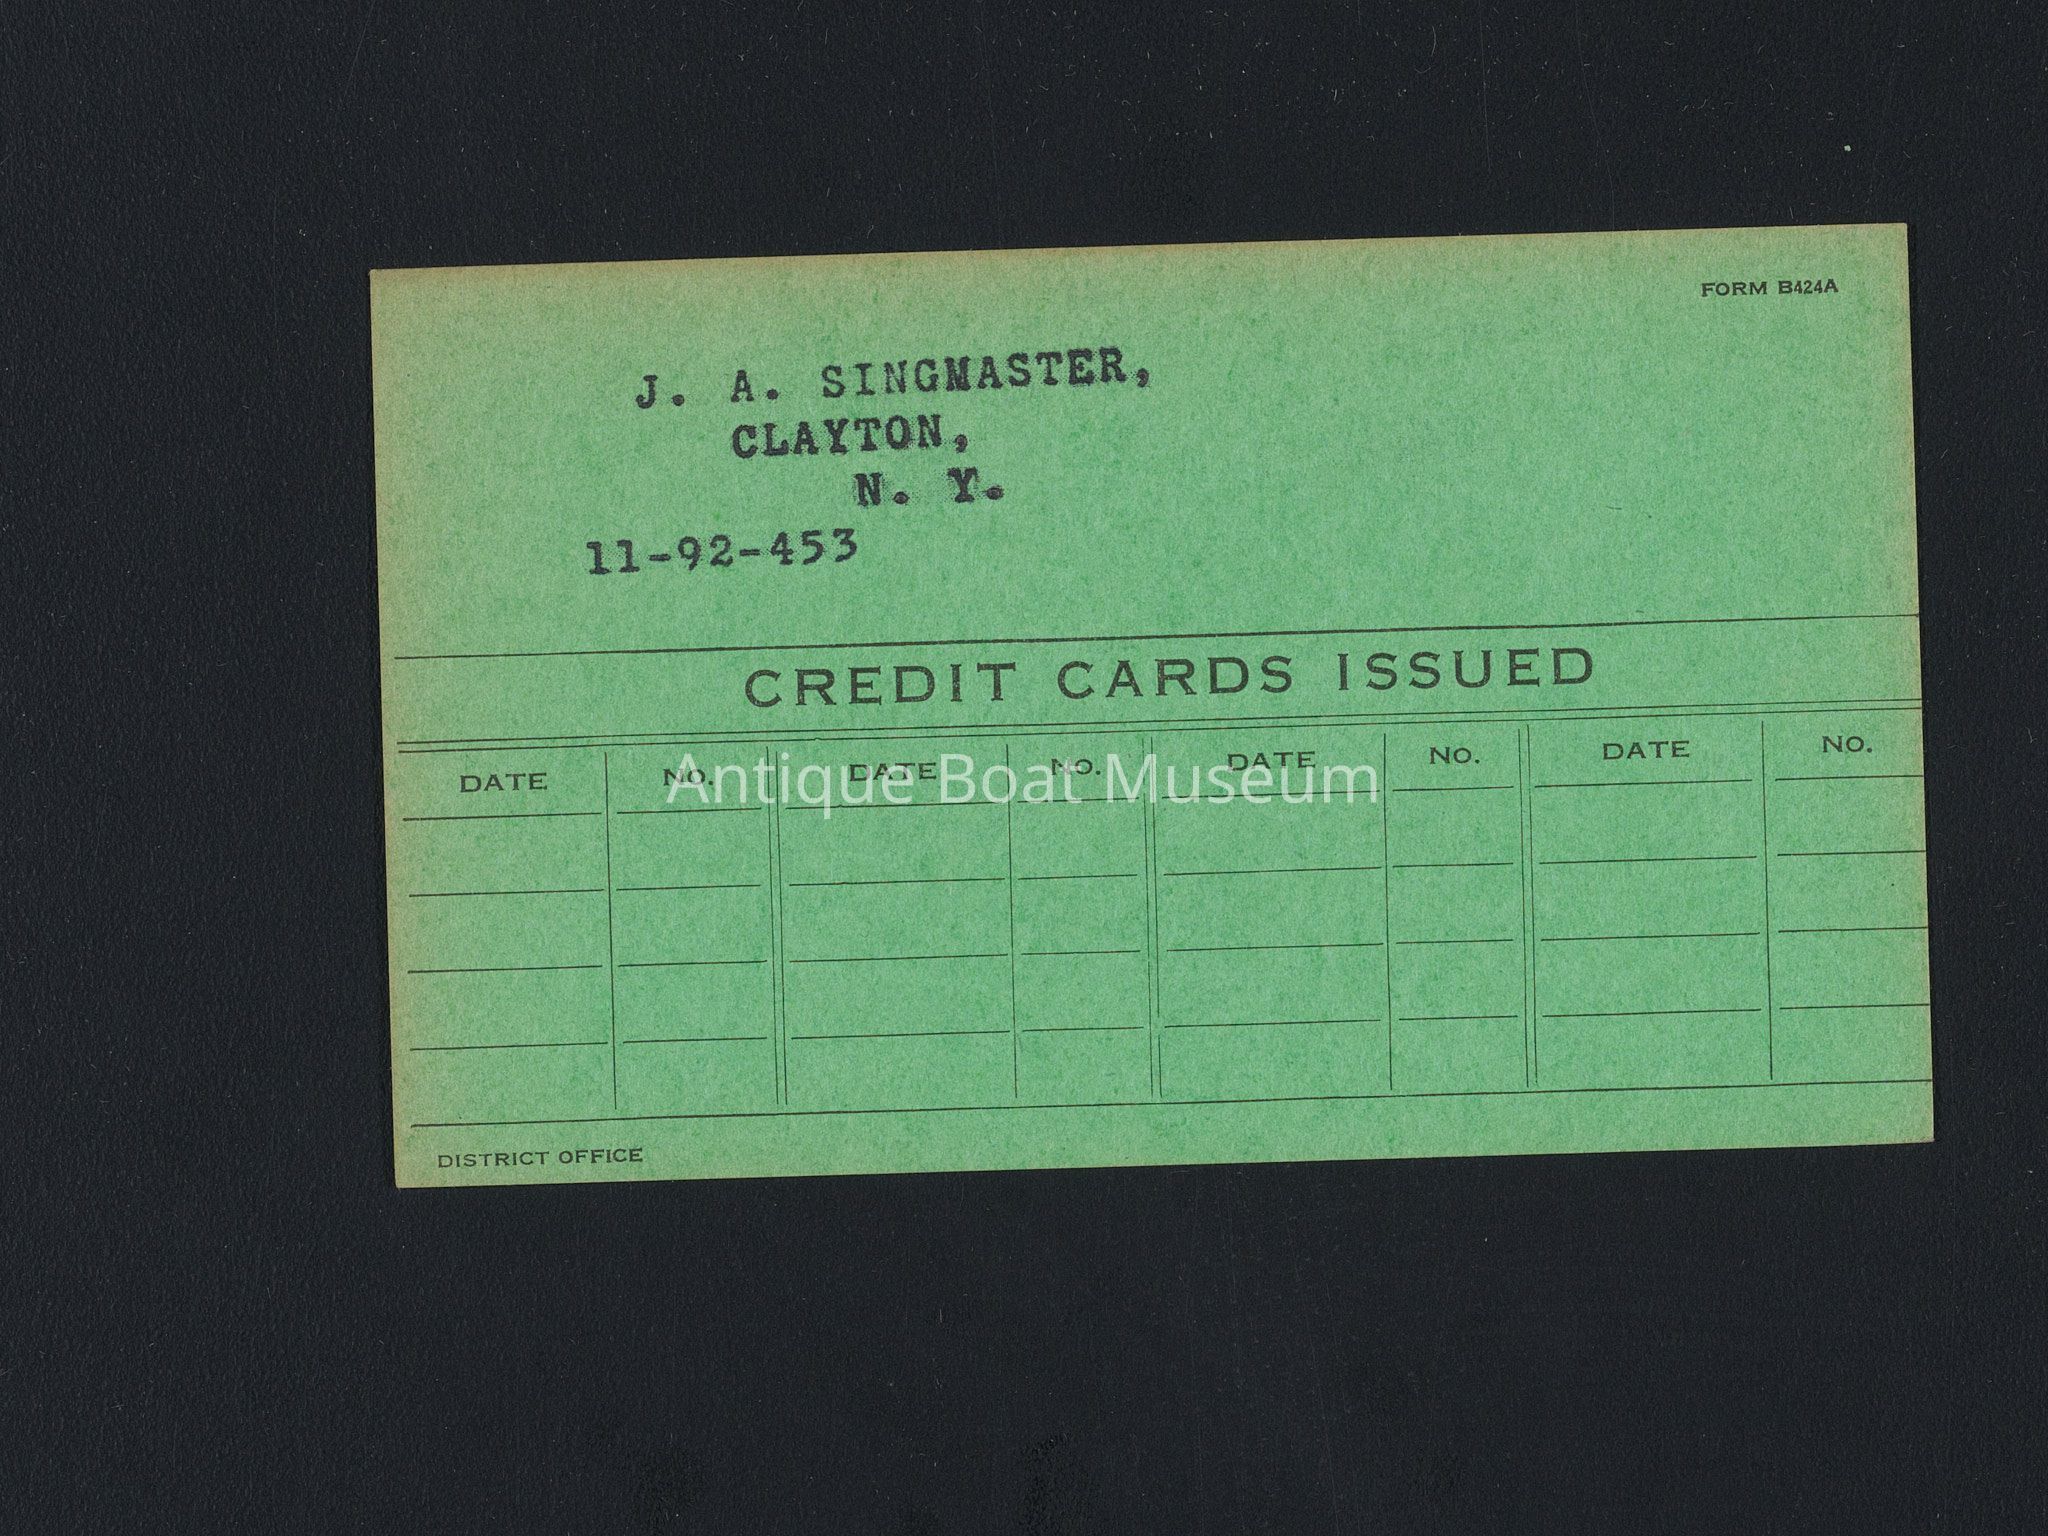 FORM B424A
J. A. SINGMASTER,
CLAYTON,
N. Y.
11-92-453
CREDIT CARDS ISSUED
DATE NO. DATE NO. DATE NO. DATE NO.
Antique Boat Museum
DISTRICT OFFICE